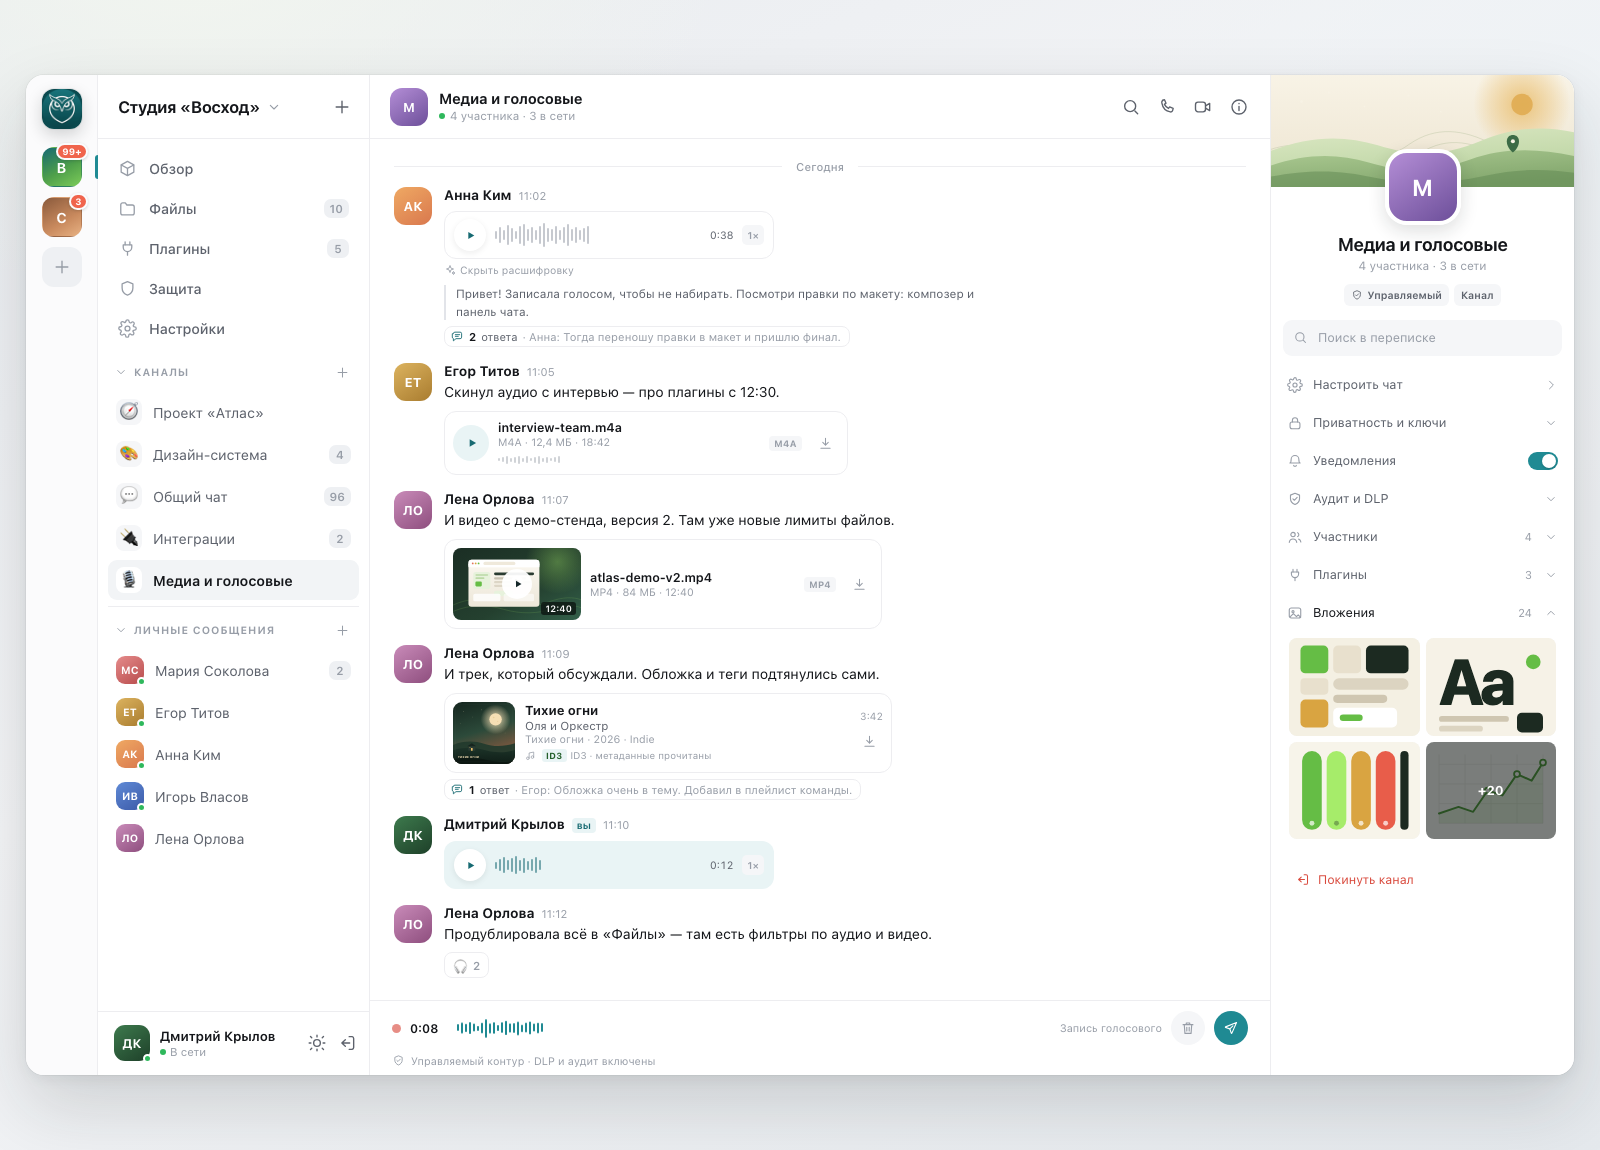 99+
B
3
C
Студия «Восход»
Обзор
Файлы 10
Плагины 5
Защита
Настройки
КАНАЛЫ
Проект «Атлас»
Дизайн-система 4
Общий чат 96
Интеграции 2
Медиа и голосовые
ЛИЧНЫЕ СООБЩЕНИЯ
МС Мария Соколова 2
ЕТ Егор Титов
АК Анна Ким
ИВ Игорь Власов
ЛО Лена Орлова
ДК Дмитрий Крылов
В сети
М Медиа и голосовые
4 участника · 3 в сети
Сегодня
АК Анна Ким 11:02
0:38 1×
Скрыть расшифровку
Привет! Записала голосом, чтобы не набирать. Посмотри правки по макету: композер и
панель чата.
2 ответа · Анна: Тогда переношу правки в макет и пришлю финал.
ЕТ Егор Титов 11:05
Скинул аудио с интервью — про плагины с 12:30.
interview-team.m4a
M4A · 12,4 МБ · 18:42
M4A
ЛО Лена Орлова 11:07
И видео с демо-стенда, версия 2. Там уже новые лимиты файлов.
12:40
atlas-demo-v2.mp4
MP4 · 84 МБ · 12:40
MP4
ЛО Лена Орлова 11:09
И трек, который обсуждали. Обложка и теги подтянулись сами.
Тихие огни
Оля и Оркестр
Тихие огни · 2026 · Indie
ID3 ID3 · метаданные прочитаны
3:42
1 ответ · Егор: Обложка очень в тему. Добавил в плейлист команды.
ДК Дмитрий Крылов вы 11:10
0:12 1×
ЛО Лена Орлова 11:12
Продублировала всё в «Файлы» — там есть фильтры по аудио и видео.
2
0:08
Запись голосового
Управляемый контур · DLP и аудит включены
М
Медиа и голосовые
4 участника · 3 в сети
Управляемый Канал
Поиск в переписке
Настроить чат
Приватность и ключи
Уведомления
Аудит и DLP
Участники 4
Плагины 3
Вложения 24
Aa
+20
Покинуть канал